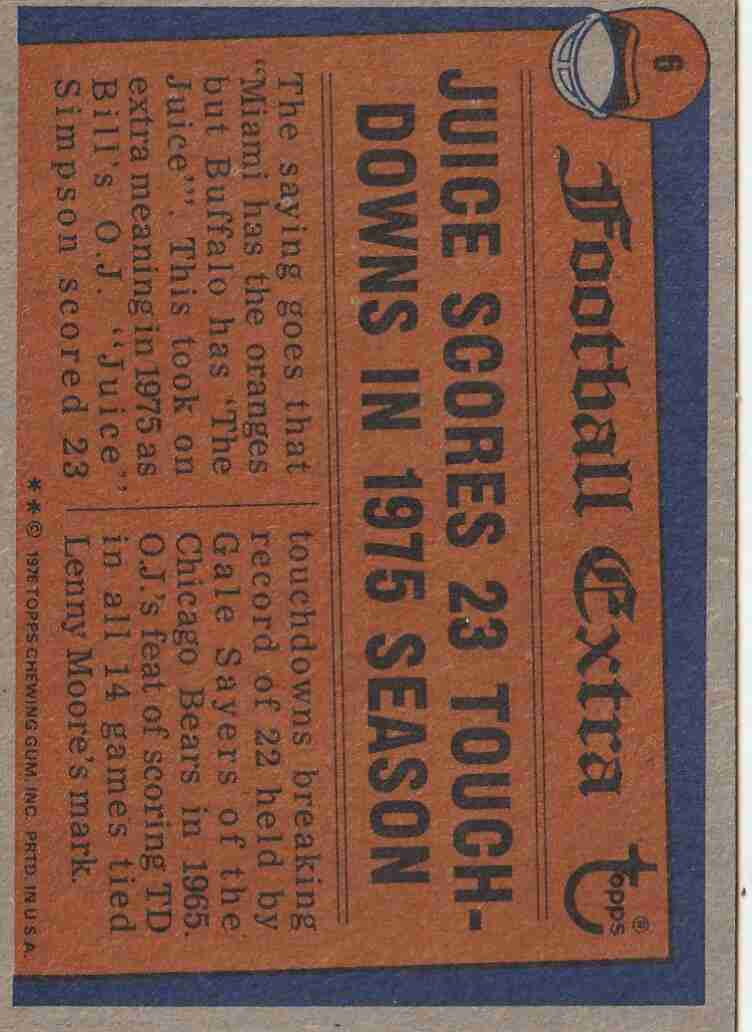 6
Football Extra
topps®
JUICE SCORES 23 TOUCH-
DOWNS IN 1975 SEASON
The saying goes that
"Miami has the oranges
but Buffalo has 'The
Juice'". This took on
extra meaning in 1975 as
Bill's O.J. "Juice"
Simpson scored 23
touchdowns breaking
record of 22 held by
Gale Sayers of the
Chicago Bears in 1965.
O.J.'s feat of scoring TD
in all 14 games tied
Lenny Moore's mark.
**© 1976 TOPPS CHEWING GUM, INC. PRTD. IN U.S.A.